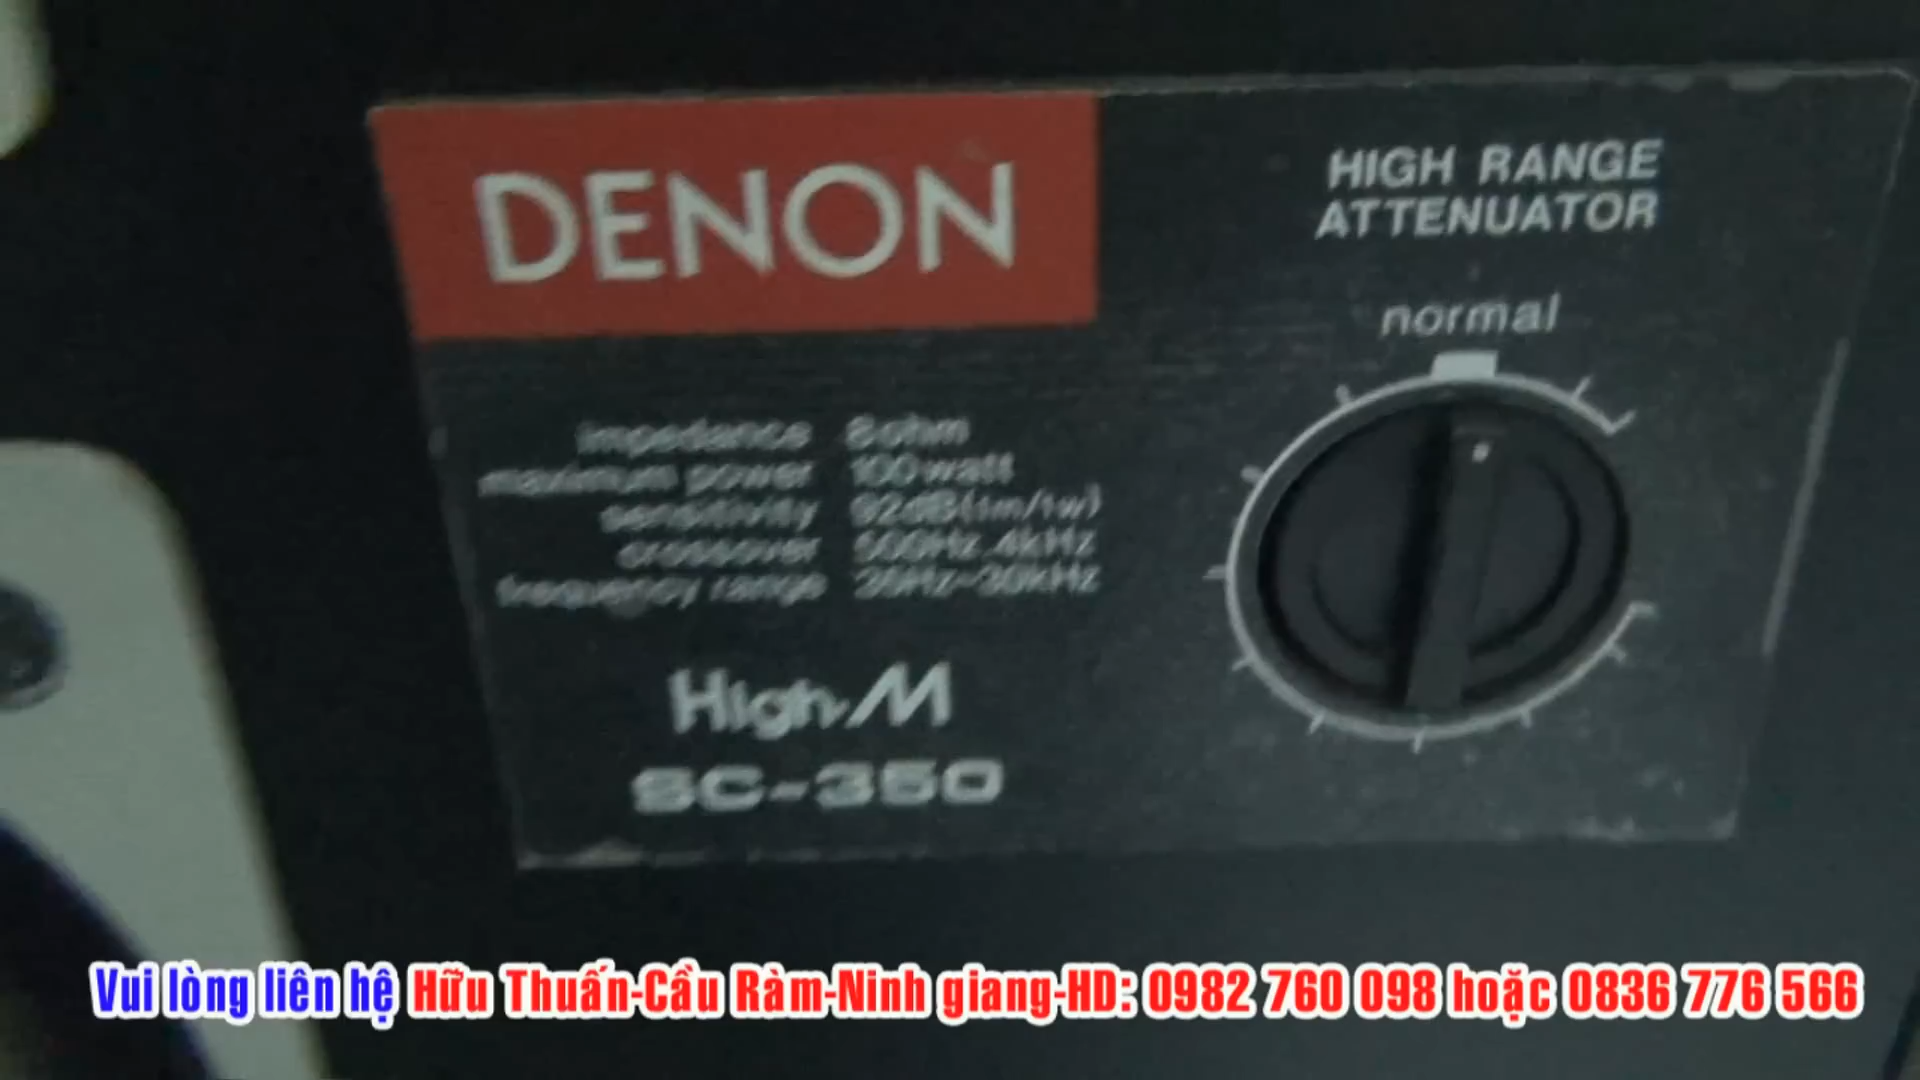 DENON
HIGH RANGE
ATTENUATOR
normal
impedance 8ohm
maximum power 100watt
sensitivity 92dB(1m/1w)
crossover 500Hz.4kHz
frequency range 35Hz-30kHz
High-M
SC-350
Vui lòng liên hệ Hữu Thuấn-Cầu Ràm-Ninh giang-HD: 0982 760 098 hoặc 0836 776 566